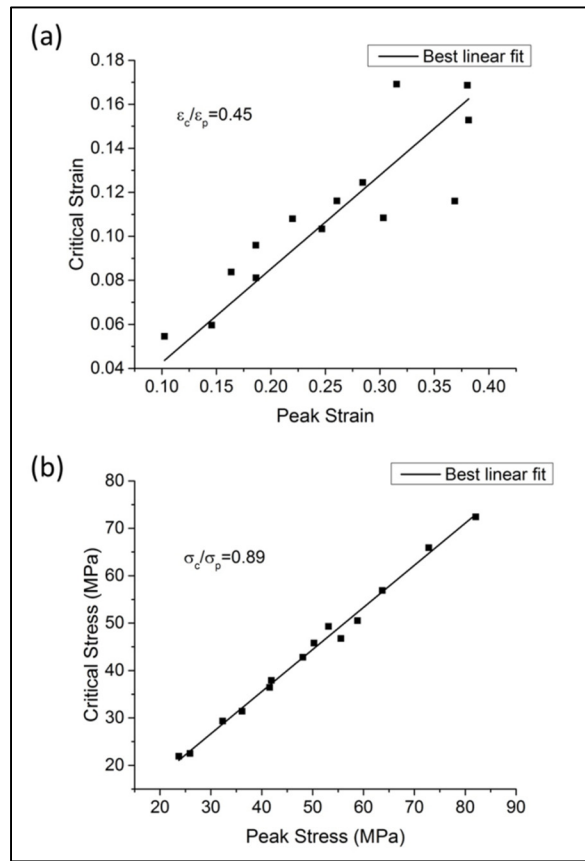 (a)
Best linear fit
εc/εp=0.45
0.18
0.16
0.14
0.12
0.10
0.08
0.06
0.04
Critical Strain
0.10 0.15 0.20 0.25 0.30 0.35 0.40
Peak Strain
(b)
Best linear fit
σc/σp=0.89
80
70
60
50
40
30
20
Critical Stress (MPa)
20 30 40 50 60 70 80 90
Peak Stress (MPa)